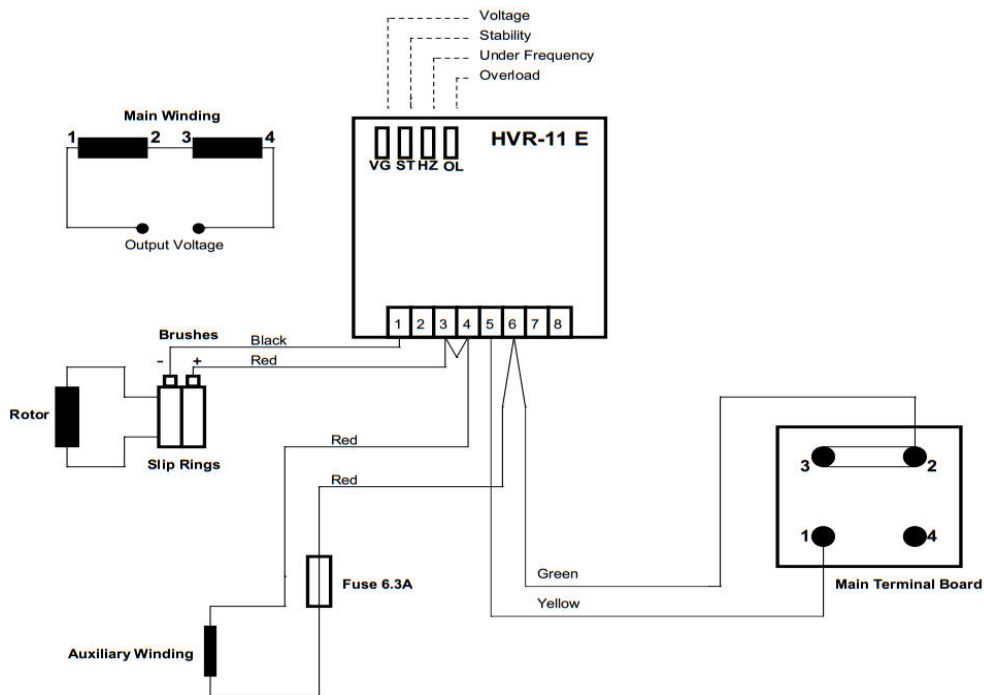 Voltage
Stability
Under Frequency
Overload
Main Winding
1 2 3 4
HVR-11 E
VG ST HZ OL
Output Voltage
1 2 3 4 5 6 7 8
Brushes
Black
- +
Red
Rotor
Slip Rings
Red
Red
3 2
1 4
Fuse 6.3A
Green
Main Terminal Board
Yellow
Auxiliary Winding